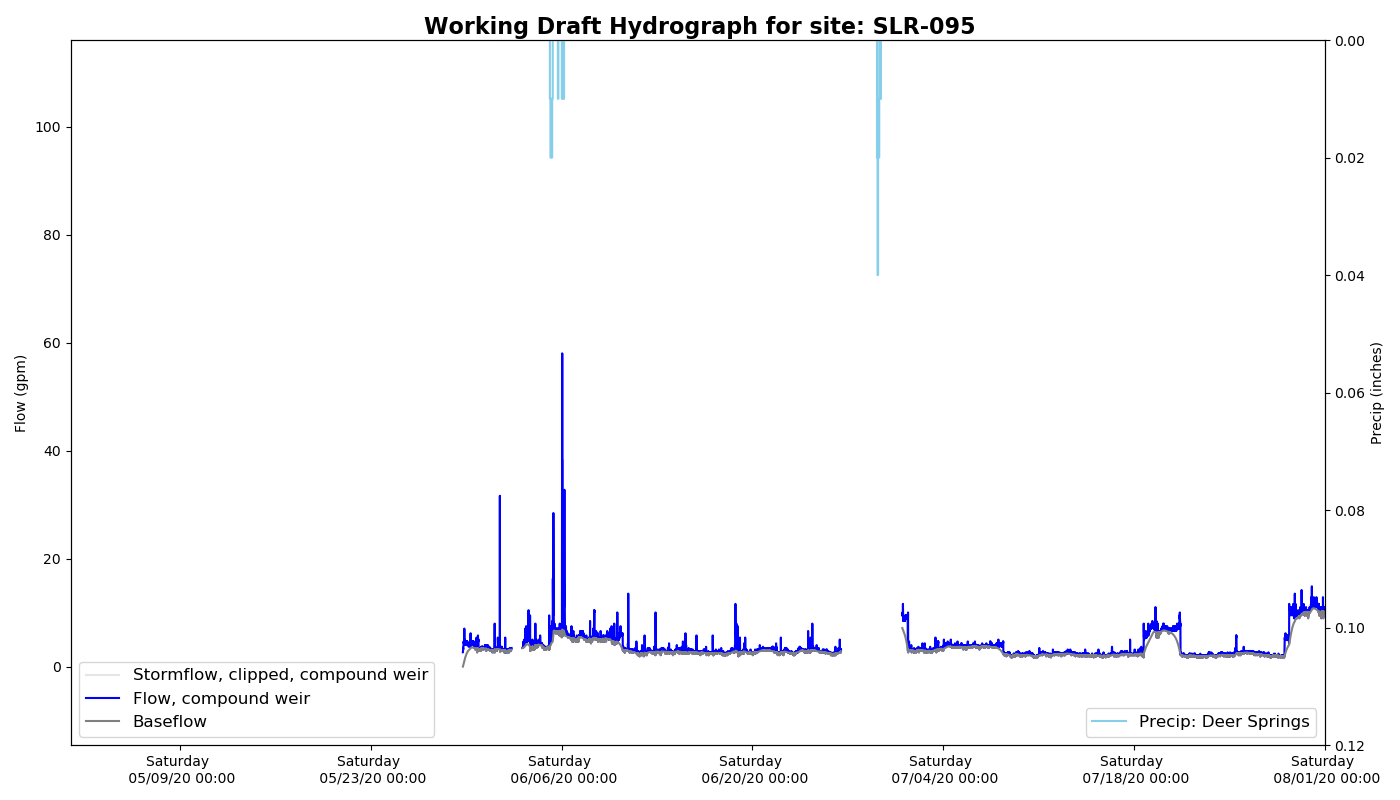 Working Draft Hydrograph for site: SLR-095
Flow (gpm)
100
80
60
40
20
0
0.00
0.02
0.04
0.06
0.08
0.10
0.12
Precip (inches)
Stormflow, clipped, compound weir
Flow, compound weir
Baseflow
Precip: Deer Springs
Saturday
05/09/20 00:00
Saturday
05/23/20 00:00
Saturday
06/06/20 00:00
Saturday
06/20/20 00:00
Saturday
07/04/20 00:00
Saturday
07/18/20 00:00
Saturday
08/01/20 00:00